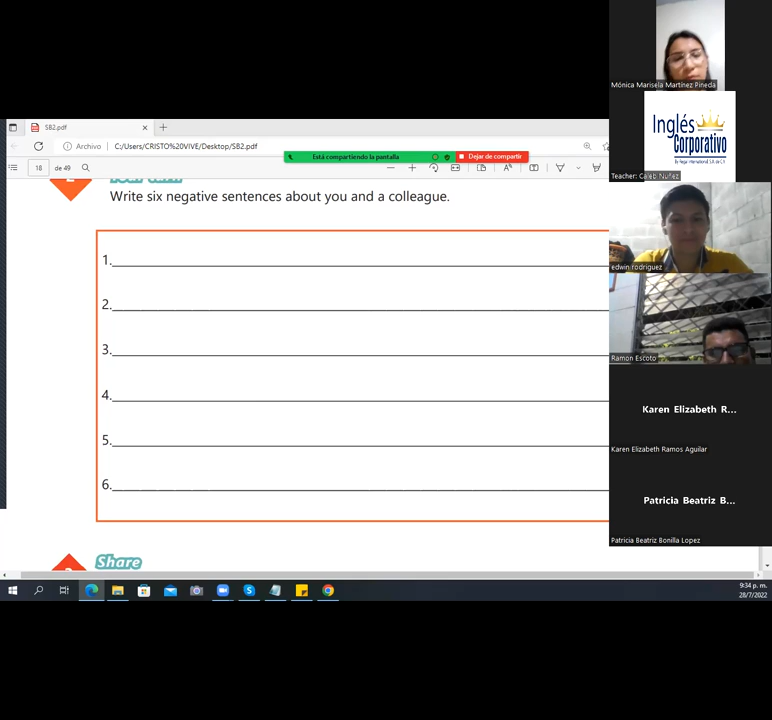 SB2.pdf
Archivo
C:/Users/CRISTO%20VIVE/Desktop/SB2.pdf
Está compartiendo la pantalla
Dejar de compartir
18
de 49
Write six negative sentences about you and a colleague.
1.
2.
3.
4.
5.
6.
Share
Mónica Marisela Martínez Pineda
Inglés
Corporativo
Teacher: Caleb Nuñez
edwin rodriguez
Ramon Escoto
Karen Elizabeth R...
Karen Elizabeth Ramos Aguilar
Patricia Beatriz B...
Patricia Beatriz Bonilla Lopez
9:34 p. m.
28/7/2022